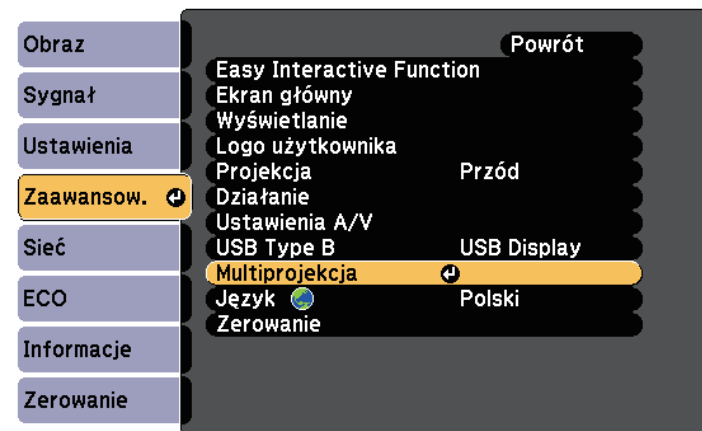 Obraz
Sygnał
Ustawienia
Zaawansow.
Sieć
ECO
Informacje
Zerowanie
Powrót
Easy Interactive Function
Ekran główny
Wyświetlanie
Logo użytkownika
Projekcja Przód
Działanie
Ustawienia A/V
USB Type B USB Display
Multiprojekcja
Język Polski
Zerowanie